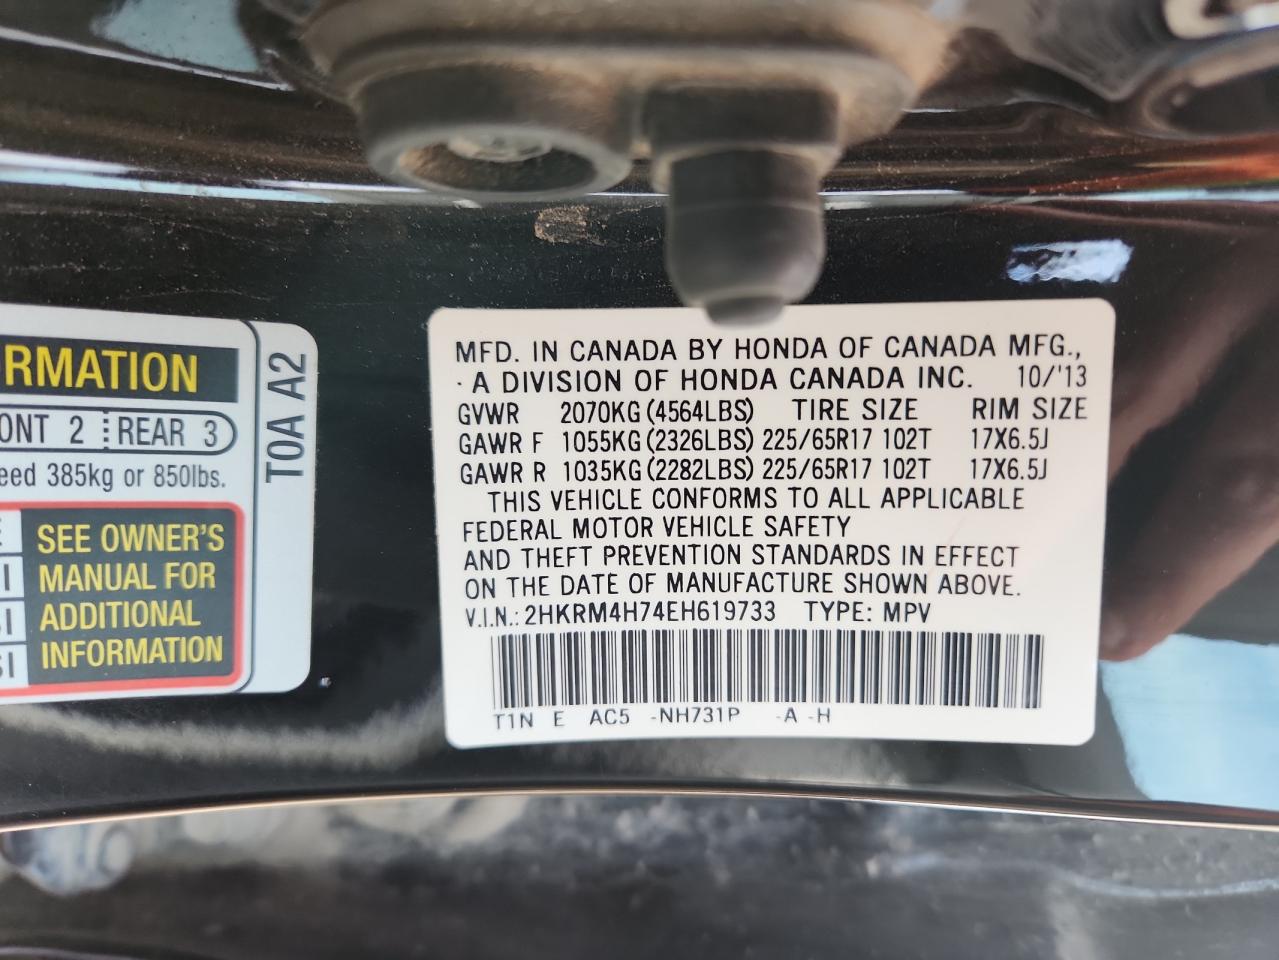 RMATION
ONT 2 REAR 3
eed 385kg or 850lbs.
SEE OWNER'S
MANUAL FOR
ADDITIONAL
INFORMATION
T0A A2
MFD. IN CANADA BY HONDA OF CANADA MFG.,
A DIVISION OF HONDA CANADA INC. 10/'13
GVWR 2070KG (4564LBS) TIRE SIZE RIM SIZE
GAWR F 1055KG (2326LBS) 225/65R17 102T 17X6.5J
GAWR R 1035KG (2282LBS) 225/65R17 102T 17X6.5J
THIS VEHICLE CONFORMS TO ALL APPLICABLE
FEDERAL MOTOR VEHICLE SAFETY
AND THEFT PREVENTION STANDARDS IN EFFECT
ON THE DATE OF MANUFACTURE SHOWN ABOVE.
V.I.N.: 2HKRM4H74EH619733 TYPE: MPV
T1N E AC5 -NH731P -A -H